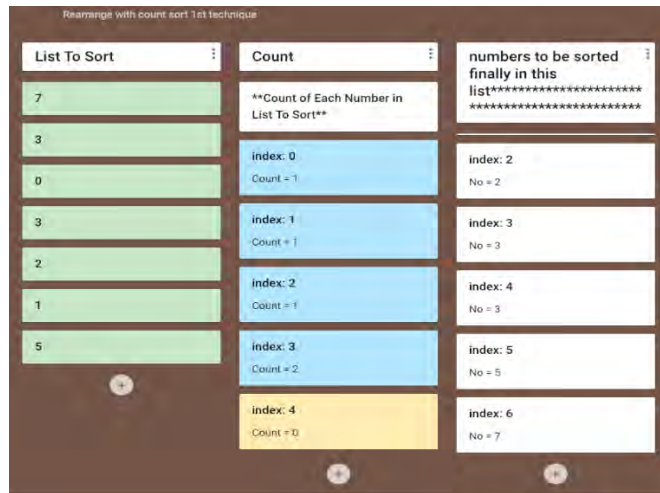 Rearrange with count sort 1st technique
List To Sort
7
3
0
3
2
1
5
Count
**Count of Each Number in
List To Sort**
index: 0
Count = 1
index: 1
Count = 1
index: 2
Count = 1
index: 3
Count = 2
index: 4
Count = 0
numbers to be sorted
finally in this
list**********************
*************************
index: 2
No = 2
index: 3
No = 3
index: 4
No = 3
index: 5
No = 5
index: 6
No = 7